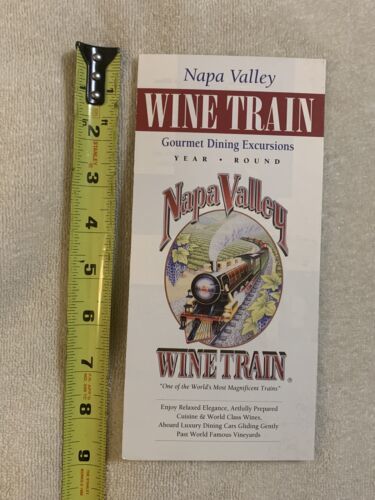 Napa Valley
WINE TRAIN
Gourmet Dining Excursions
YEAR • ROUND
Napa Valley
WINE TRAIN®
"One of the World's Most Magnificent Trains"
Enjoy Relaxed Elegance, Artfully Prepared
Cuisine & World Class Wines,
Aboard Luxury Dining Cars Gliding Gently
Past World Famous Vineyards
1
2
STANLEY
3
4
5
6
7
8
9